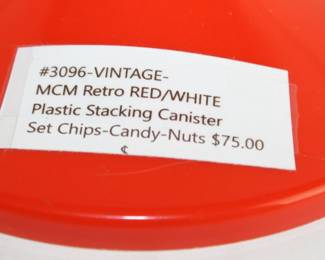 #3096-VINTAGE-
MCM Retro RED/WHITE
Plastic Stacking Canister
Set Chips-Candy-Nuts $75.00